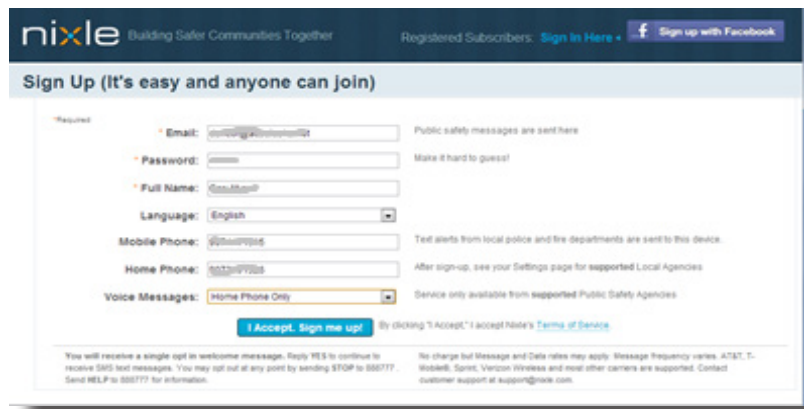 nixle Building Safer Communities Together
Registered Subscribers: Sign In Here
f Sign up with Facebook
Sign Up (It's easy and anyone can join)
*Required
* Email:
Public safety messages are sent here
* Password:
Make it hard to guess!
* Full Name:
Language: English
Mobile Phone:
Text alerts from local police and fire departments are sent to this device.
Home Phone:
After sign-up, see your Settings page for supported Local Agencies
Voice Messages: Home Phone Only
Service only available from supported Public Safety Agencies
I Accept. Sign me up!
By clicking "I Accept," I accept Nixle's Terms of Service.
You will receive a single opt in welcome message. Reply YES to continue to
receive SMS text messages. You may opt out at any point by sending STOP to 888777.
Send HELP to 888777 for information.
No charge but Message and Data rates may apply. Message frequency varies. AT&T, T-
Mobile®, Sprint, Verizon Wireless and most other carriers are supported. Contact
customer support at support@nixle.com.